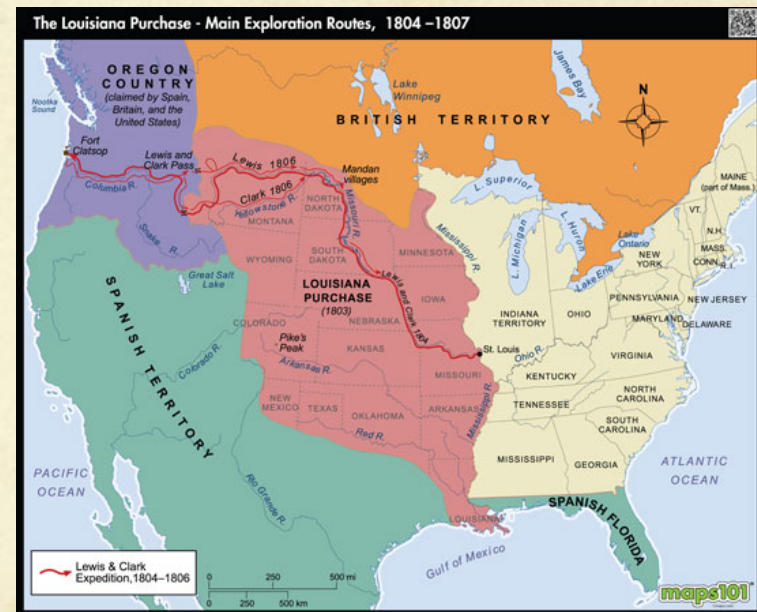 The Louisiana Purchase - Main Exploration Routes, 1804 –1807
OREGON
COUNTRY
(claimed by Spain,
Britain, and the
United States)
Nootka
Sound
Fort
Clatsop
Lewis and
Clark Pass
Columbia R.
Snake R.
Great Salt
Lake
BRITISH TERRITORY
Lake
Winnipeg
James Bay
N
Lewis 1806
Clark 1806
Yellowstone R.
Mandan
villages
Missouri R.
MONTANA
NORTH
DAKOTA
SOUTH
DAKOTA
MINNESOTA
WYOMING
LOUISIANA
PURCHASE
(1803)
IOWA
NEBRASKA
Lewis and Clark 1804
COLORADO
Pike's
Peak
KANSAS
Arkansas R.
MISSOURI
NEW
MEXICO
TEXAS
OKLAHOMA
ARKANSAS
Red R.
LOUISIANA
Mississippi R.
Mississippi R.
St. Louis
L. Superior
L. Michigan
L. Huron
Lake
Ontario
Lake Erie
MAINE
(part of Mass.)
VT.
N.H.
MASS.
CONN.
R.I.
NEW
YORK
PENNSYLVANIA
NEW JERSEY
MARYLAND
DELAWARE
INDIANA
TERRITORY
OHIO
Ohio R.
VIRGINIA
KENTUCKY
TENNESSEE
NORTH
CAROLINA
SOUTH
CAROLINA
MISSISSIPPI
GEORGIA
SPANISH FLORIDA
SPANISH TERRITORY
Colorado R.
Rio Grande R.
PACIFIC
OCEAN
ATLANTIC
OCEAN
Gulf of Mexico
Lewis & Clark
Expedition,1804–1806
0 250 500 mi
0 250 500 km
maps101